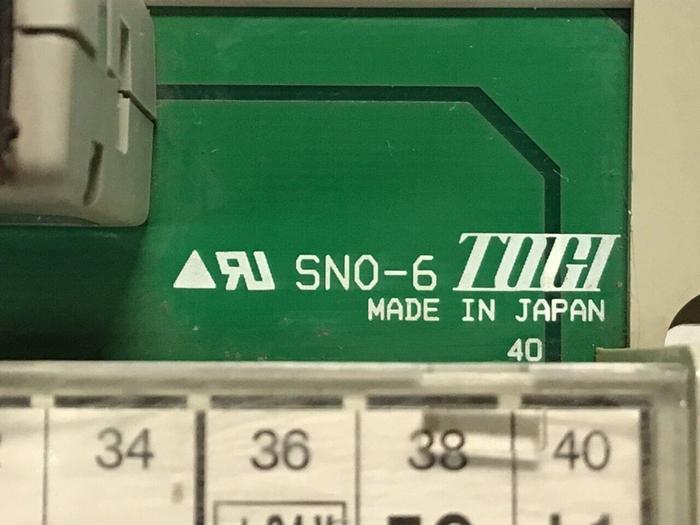 SNO-6 TOGI
MADE IN JAPAN
40
34 36 38 40